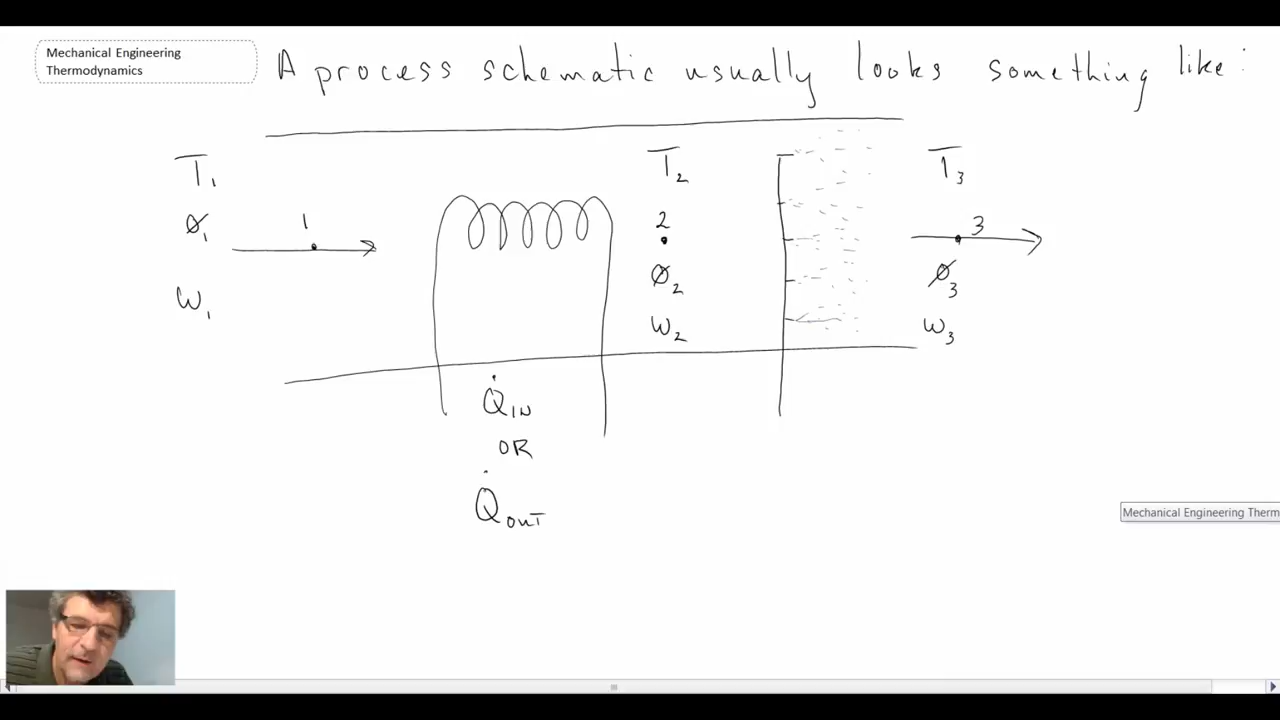 Mechanical Engineering
Thermodynamics
A process schematic usually looks something like:
T1
T2
T3
1
2
3
Ø1
Ø2
Ø3
W1
W2
W3
Q̇IN
OR
Q̇OUT
Mechanical Engineering Therm